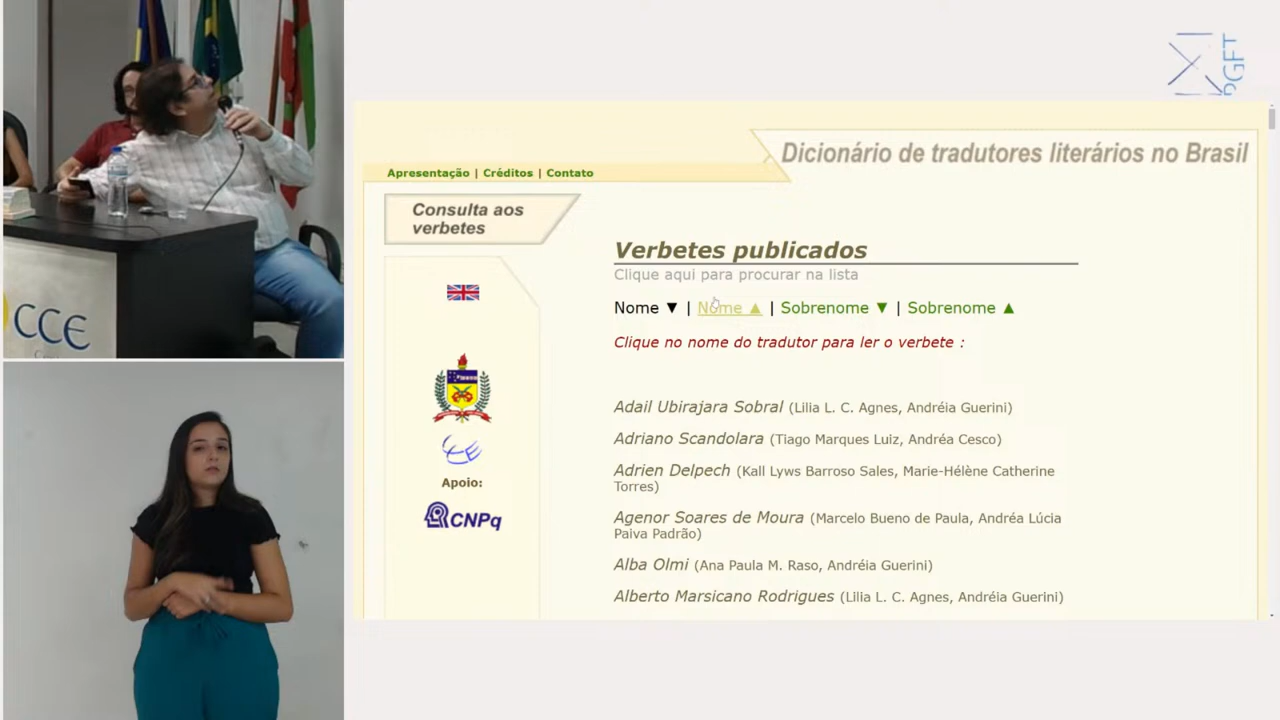 PGFT
Dicionário de tradutores literários no Brasil
Apresentação | Créditos | Contato
Consulta aos
verbetes
Verbetes publicados
Clique aqui para procurar na lista
Nome ▼ | Nome ▲ | Sobrenome ▼ | Sobrenome ▲
Clique no nome do tradutor para ler o verbete :
Adail Ubirajara Sobral (Lilia L. C. Agnes, Andréia Guerini)
Adriano Scandolara (Tiago Marques Luiz, Andréa Cesco)
Adrien Delpech (Kall Lyws Barroso Sales, Marie-Hélène Catherine
Torres)
Agenor Soares de Moura (Marcelo Bueno de Paula, Andréa Lúcia
Paiva Padrão)
Alba Olmi (Ana Paula M. Raso, Andréia Guerini)
Alberto Marsicano Rodrigues (Lilia L. C. Agnes, Andréia Guerini)
Apoio:
CNPq
CCE